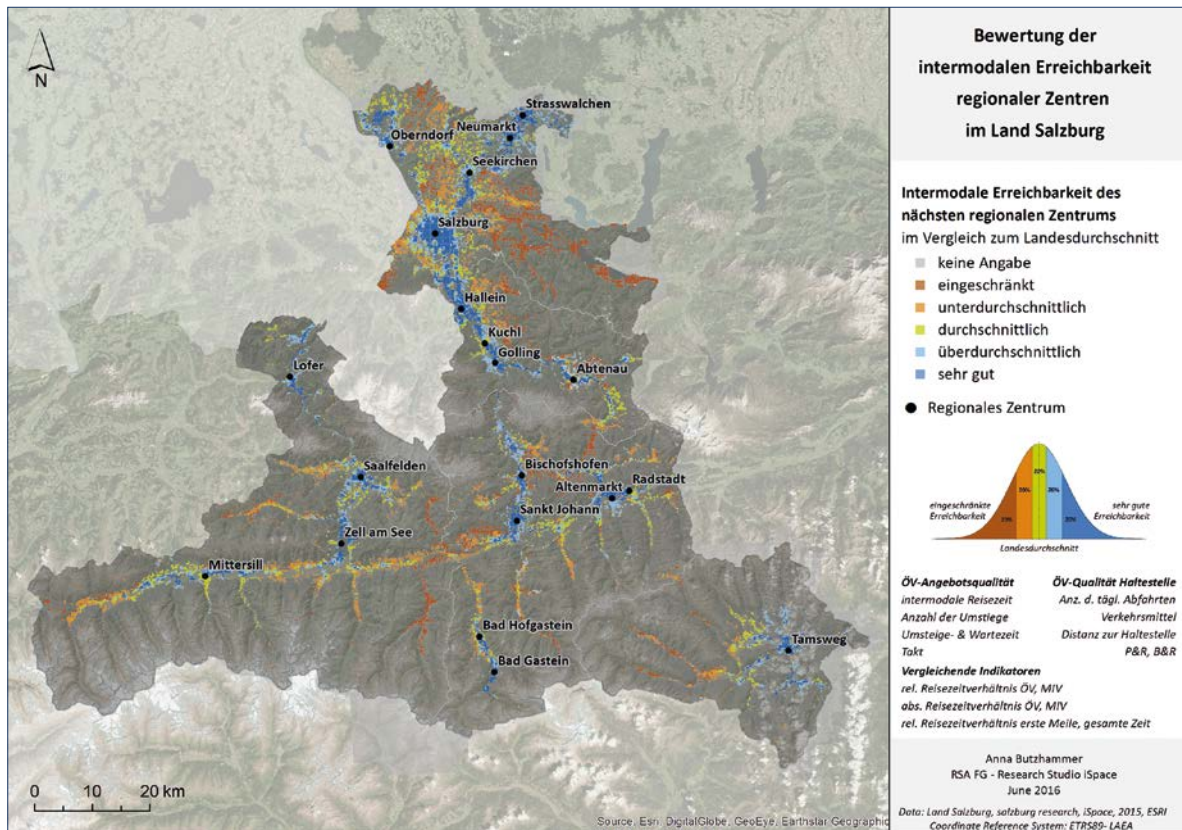 N
Strasswalchen
Neumarkt
Oberndorf
Seekirchen
Salzburg
Hallein
Kuchl
Golling
Lofer
Abtenau
Saalfelden
Bischofshofen
Altenmarkt
Radstadt
Sankt Johann
Zell am See
Mittersill
Bad Hofgastein
Tamsweg
Bad Gastein
0 10 20 km
Source: Esri, DigitalGlobe, GeoEye, Earthstar Geographic
Bewertung der
intermodalen Erreichbarkeit
regionaler Zentren
im Land Salzburg
Intermodale Erreichbarkeit des
nächsten regionalen Zentrums
im Vergleich zum Landesdurchschnitt
keine Angabe
eingeschränkt
unterdurchschnittlich
durchschnittlich
überdurchschnittlich
sehr gut
Regionales Zentrum
eingeschränkte
Erreichbarkeit
sehr gute
Erreichbarkeit
Landesdurchschnitt
ÖV-Angebotsqualität ÖV-Qualität Haltestelle
intermodale Reisezeit Anz. d. tägl. Abfahrten
Anzahl der Umstiege Verkehrsmittel
Umsteige- & Wartezeit Distanz zur Haltestelle
Takt P&R, B&R
Vergleichende Indikatoren
rel. Reisezeitverhältnis ÖV, MIV
abs. Reisezeitverhältnis ÖV, MIV
rel. Reisezeitverhältnis erste Meile, gesamte Zeit
Anna Butzhammer
RSA FG - Research Studio iSpace
June 2016
Data: Land Salzburg, salzburg research, iSpace, 2015, ESRI
Coordinate Reference System: ETRS89- LAEA